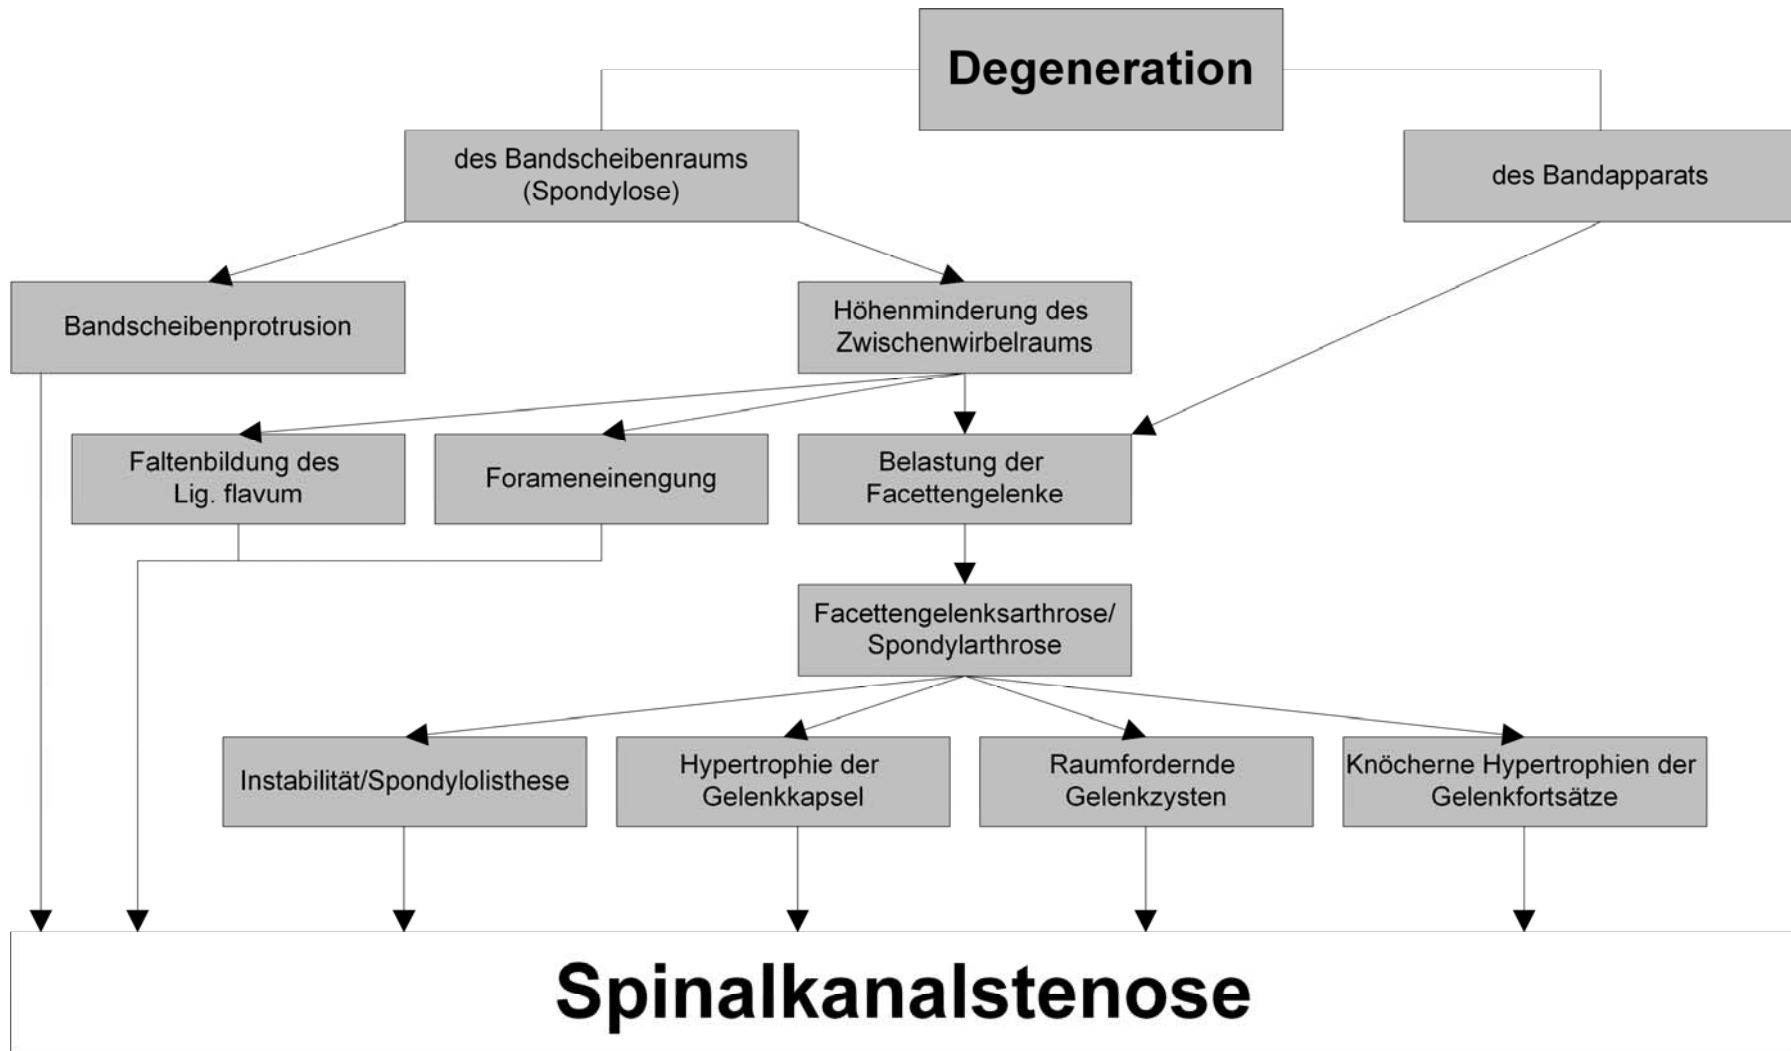 Degeneration
des Bandscheibenraums
(Spondylose)
des Bandapparats
Bandscheibenprotrusion
Höhenminderung des
Zwischenwirbelraums
Faltenbildung des
Lig. flavum
Forameneinengung
Belastung der
Facettengelenke
Facettengelenksarthrose/
Spondylarthrose
Instabilität/Spondylolisthese
Hypertrophie der
Gelenkkapsel
Raumfordernde
Gelenkzysten
Knöcherne Hypertrophien der
Gelenkfortsätze
Spinalkanalstenose